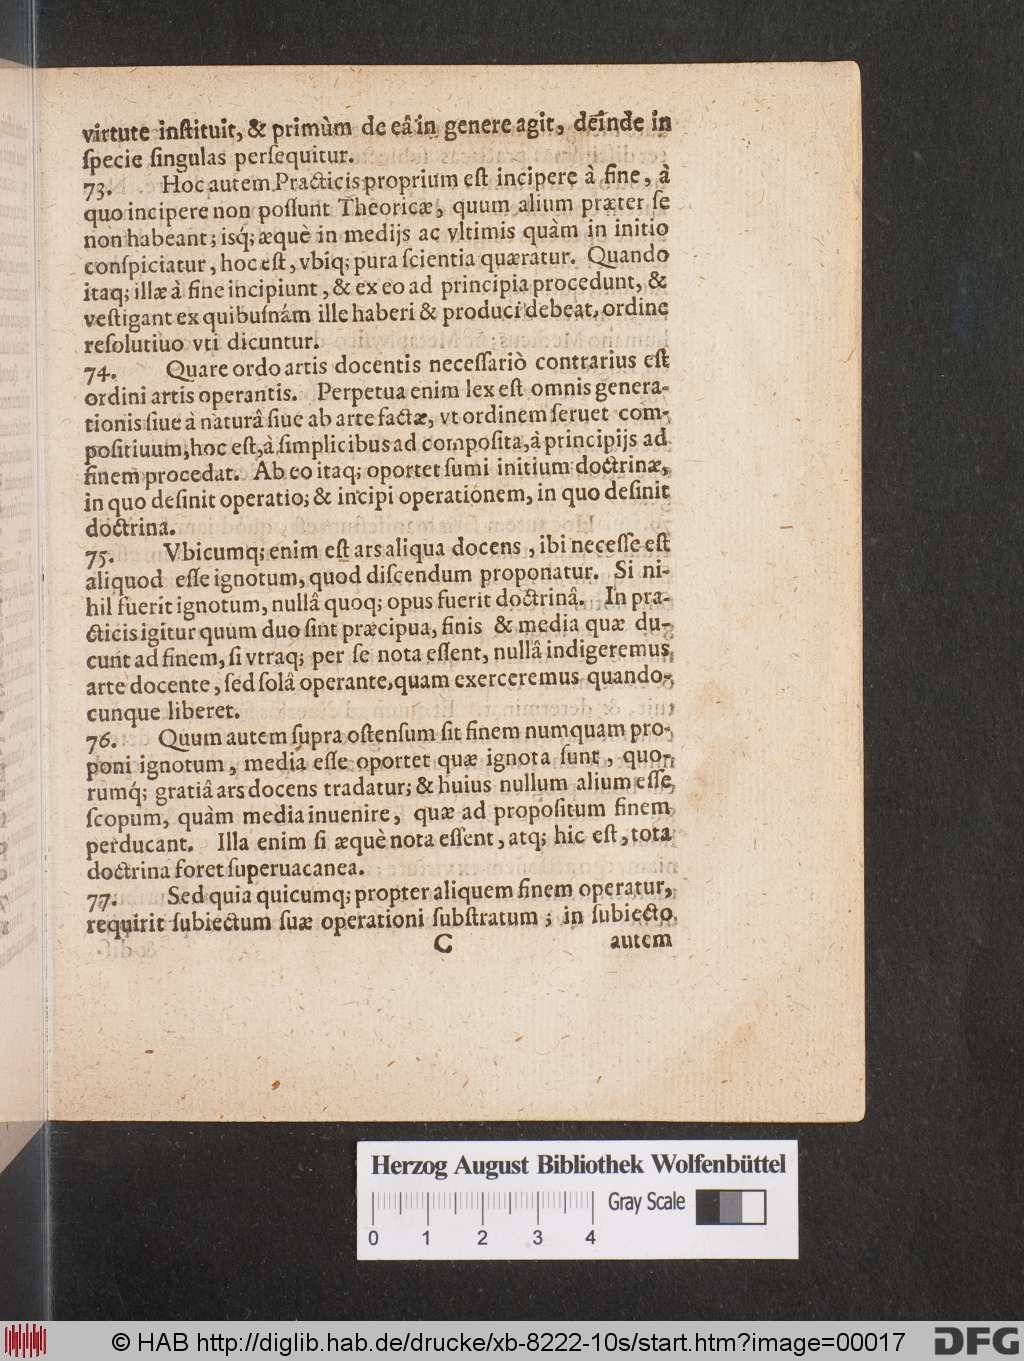 virtute inſtituit, & primùm de eâ in genere agit, deinde in
ſpecie ſingulas perſequitur.
73. Hoc autem Practicis proprium eſt incipere à fine, à
quo incipere non poſſunt Theoricæ, quum alium præter ſe
non habeant; isq́; æquè in medijs ac vltimis quàm in initio
conſpiciatur, hoc eſt, vbiq; pura ſcientia quæratur. Quando
itaq; illæ à fine incipiunt, & ex eo ad principia procedunt, &
veſtigant ex quibuſnám ille haberi & produci debeat, ordine
reſolutiuo vti dicuntur.
74. Quare ordo artis docentis neceſſariò contrarius eſt
ordini artis operantis. Perpetua enim lex eſt omnis genera-
tionis ſiue à naturâ ſiue ab arte factæ, vt ordinem ſeruet com-
poſitiuum, hoc eſt, à ſimplicibus ad compoſita, à principijs ad
finem procedat. Ab eo itaq; oportet ſumi initium doctrinæ,
in quo deſinit operatio; & incipi operationem, in quo deſinit
doctrina.
75. Vbicumq; enim eſt ars aliqua docens, ibi neceſſe eſt
aliquod eſſe ignotum, quod diſcendum proponatur. Si ni-
hil fuerit ignotum, nullâ quoq; opus fuerit doctrinâ. In pra-
cticis igitur quum duo ſint præcipua, finis & media quæ du-
cunt ad finem, ſi vtraq; per ſe nota eſſent, nullâ indigeremus
arte docente, ſed ſolâ operante, quam exerceremus quando-
cunque liberet.
76. Quum autem ſupra oſtenſum ſit finem numquam pro-
poni ignotum, media eſſe oportet quæ ignota ſunt, quo-
rumq́; gratiâ ars docens tradatur; & huius nullum alium eſſe
ſcopum, quàm media inuenire, quæ ad propoſitum finem
perducant. Illa enim ſi æquè nota eſſent, atq; hic eſt, tota
doctrina foret ſuperuacanea.
77. Sed quia quicumq; propter aliquem finem operatur,
requirit ſubiectum ſuæ operationi ſubſtratum; in ſubiecto
C autem
Herzog August Bibliothek Wolfenbüttel
Gray Scale
0 1 2 3 4
© HAB http://diglib.hab.de/drucke/xb-8222-10s/start.htm?image=00017
DFG